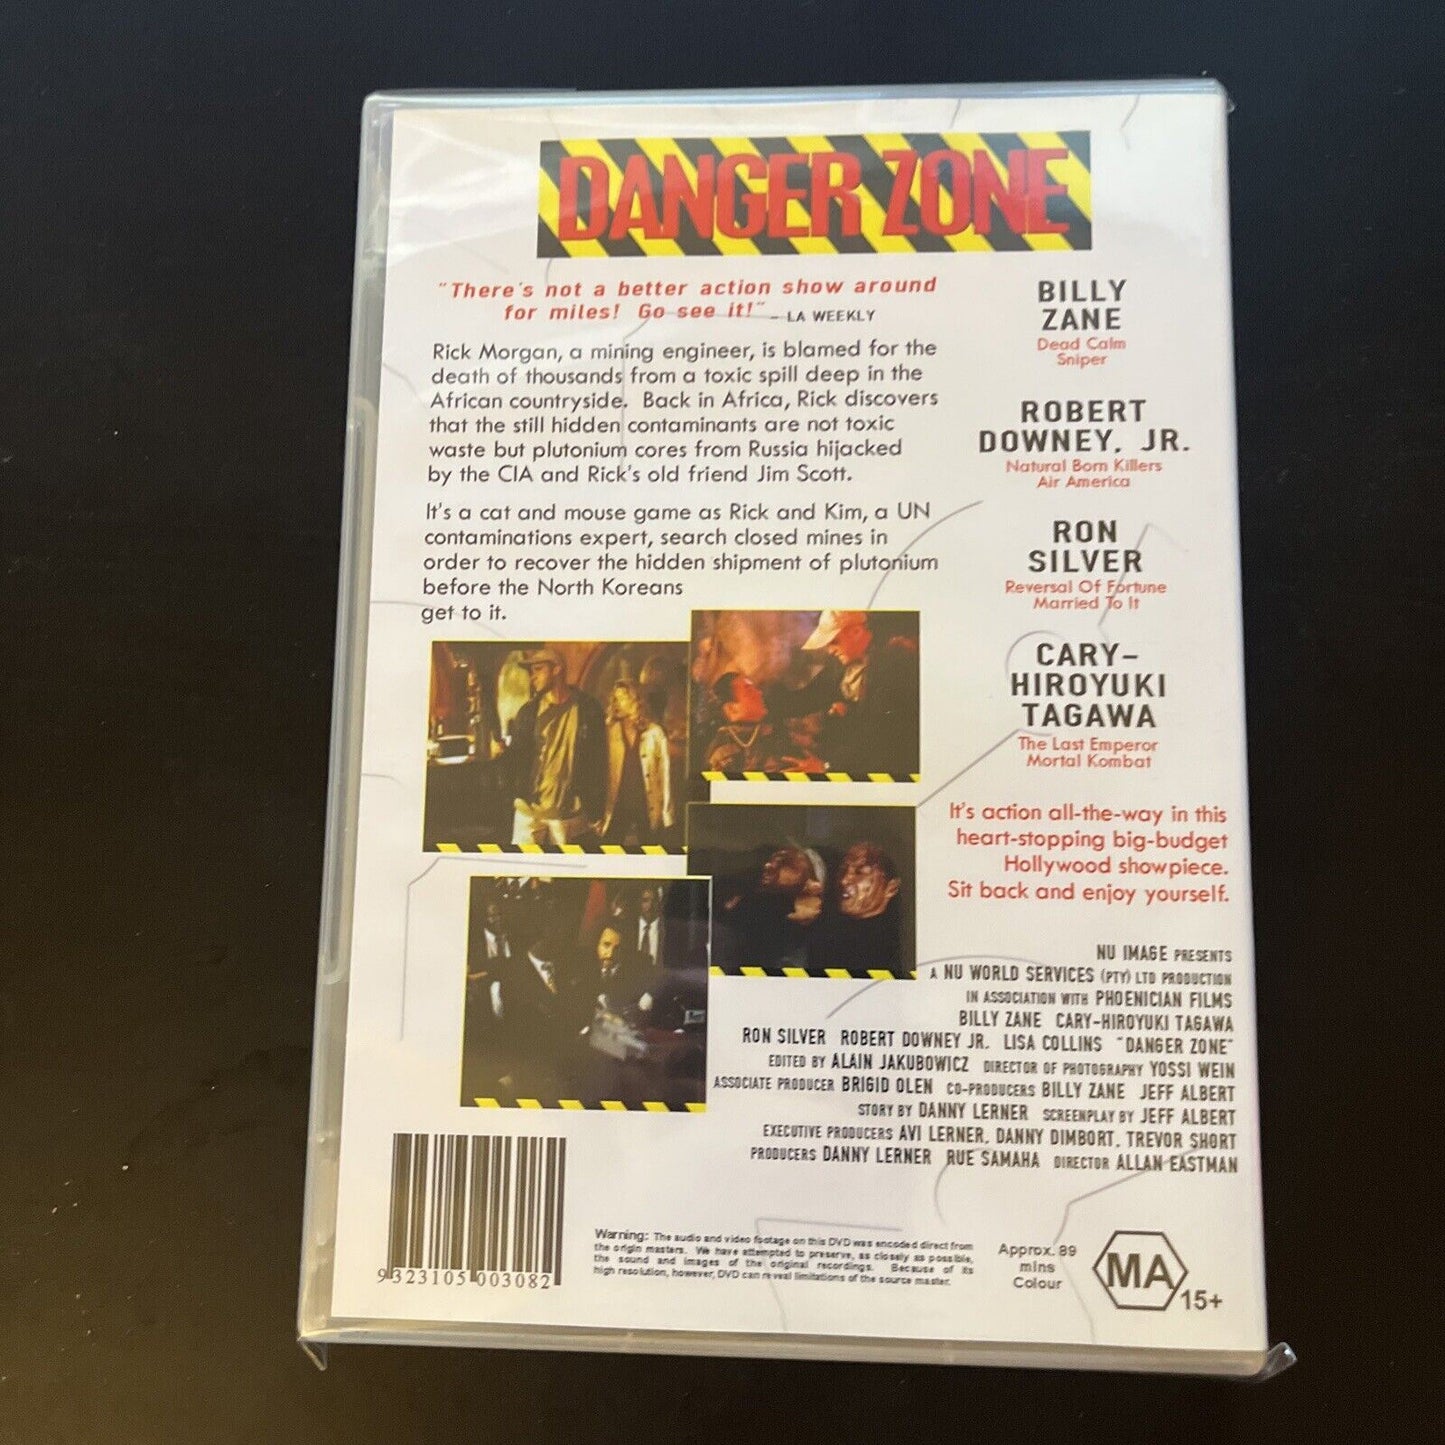 DANGER ZONE
"There's not a better action show around
for miles! Go see it!" - LA WEEKLY
Rick Morgan, a mining engineer, is blamed for the
death of thousands from a toxic spill deep in the
African countryside. Back in Africa, Rick discovers
that the still hidden contaminants are not toxic
waste but plutonium cores from Russia hijacked
by the CIA and Rick's old friend Jim Scott.
It's a cat and mouse game as Rick and Kim, a UN
contaminations expert, search closed mines in
order to recover the hidden shipment of plutonium
before the North Koreans
get to it.
BILLY
ZANE
Dead Calm
Sniper
ROBERT
DOWNEY, JR.
Natural Born Killers
Air America
RON
SILVER
Reversal Of Fortune
Married To It
CARY-
HIROYUKI
TAGAWA
The Last Emperor
Mortal Kombat
It's action all-the-way in this
heart-stopping big-budget
Hollywood showpiece.
Sit back and enjoy yourself.
NU IMAGE PRESENTS
A NU WORLD SERVICES (PTY) LTD PRODUCTION
IN ASSOCIATION WITH PHOENICIAN FILMS
BILLY ZANE CARY-HIROYUKI TAGAWA
RON SILVER ROBERT DOWNEY JR. LISA COLLINS "DANGER ZONE"
EDITED BY ALAIN JAKUBOWICZ DIRECTOR OF PHOTOGRAPHY YOSSI WEIN
ASSOCIATE PRODUCER BRIGID OLEN CO-PRODUCERS BILLY ZANE JEFF ALBERT
STORY BY DANNY LERNER SCREENPLAY BY JEFF ALBERT
EXECUTIVE PRODUCERS AVI LERNER, DANNY DIMBORT, TREVOR SHORT
PRODUCERS DANNY LERNER RUE SAMAHA DIRECTOR ALLAN EASTMAN
9323105 003082
Warning: The audio and video footage on this DVD was encoded direct from
the origin masters. We have attempted to preserve, as closely as possible,
the sound and images of the original recordings. Because of its
high resolution, however, DVD can reveal limitations of the source master.
Approx. 89
mins
Colour
MA
15+